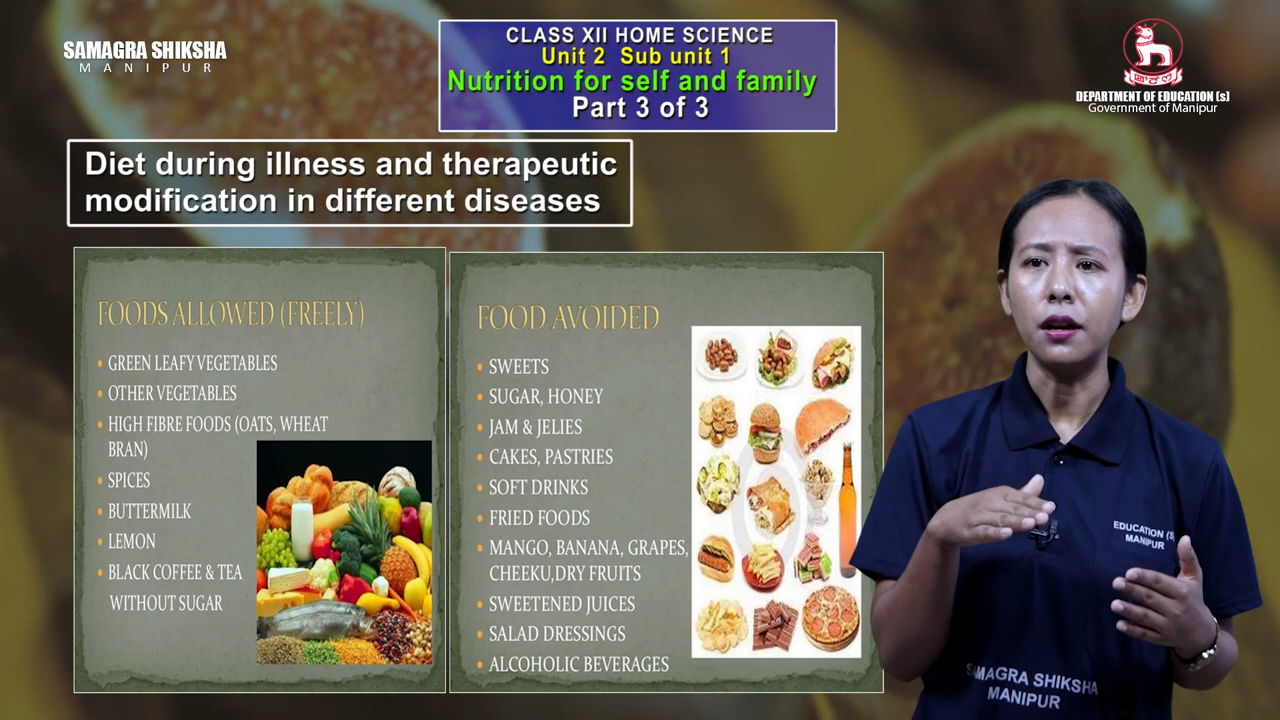 SAMAGRA SHIKSHA
MANIPUR
CLASS XII HOME SCIENCE
Unit 2 Sub unit 1
Nutrition for self and family
Part 3 of 3
DEPARTMENT OF EDUCATION (s)
Government of Manipur
Diet during illness and therapeutic
modification in different diseases
FOODS ALLOWED (FREELY)
• GREEN LEAFY VEGETABLES
• OTHER VEGETABLES
• HIGH FIBRE FOODS (OATS, WHEAT
BRAN)
• SPICES
• BUTTERMILK
• LEMON
• BLACK COFFEE & TEA
WITHOUT SUGAR
FOOD AVOIDED
• SWEETS
• SUGAR, HONEY
• JAM & JELIES
• CAKES, PASTRIES
• SOFT DRINKS
• FRIED FOODS
• MANGO, BANANA, GRAPES,
CHEEKU,DRY FRUITS
• SWEETENED JUICES
• SALAD DRESSINGS
• ALCOHOLIC BEVERAGES
EDUCATION (S)
MANIPUR
SAMAGRA SHIKSHA
MANIPUR